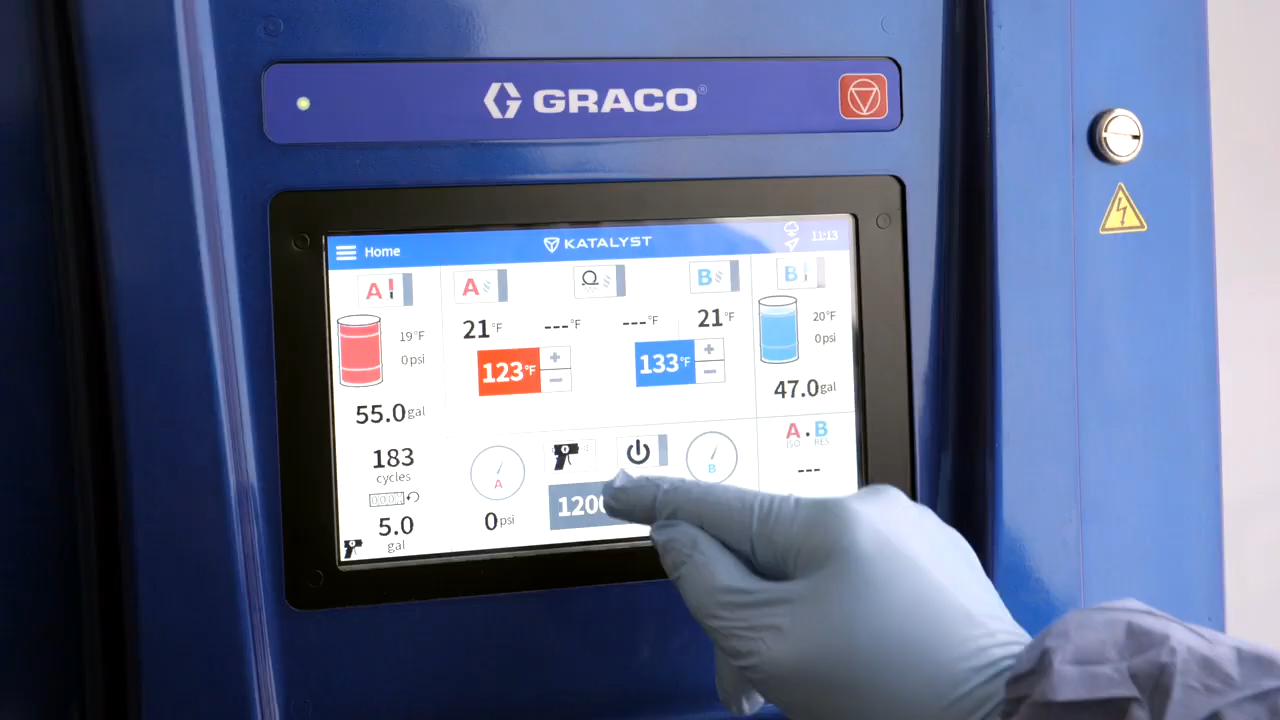 GRACO®
Home
KATALYST
11:13
A
A
B
B
19°F
0psi
21°F
---°F
---°F
21°F
20°F
0psi
123°F
+
−
133°F
+
−
55.0gal
47.0gal
183
cycles
5.0
gal
A
0psi
B
A:B
ISO RES
---